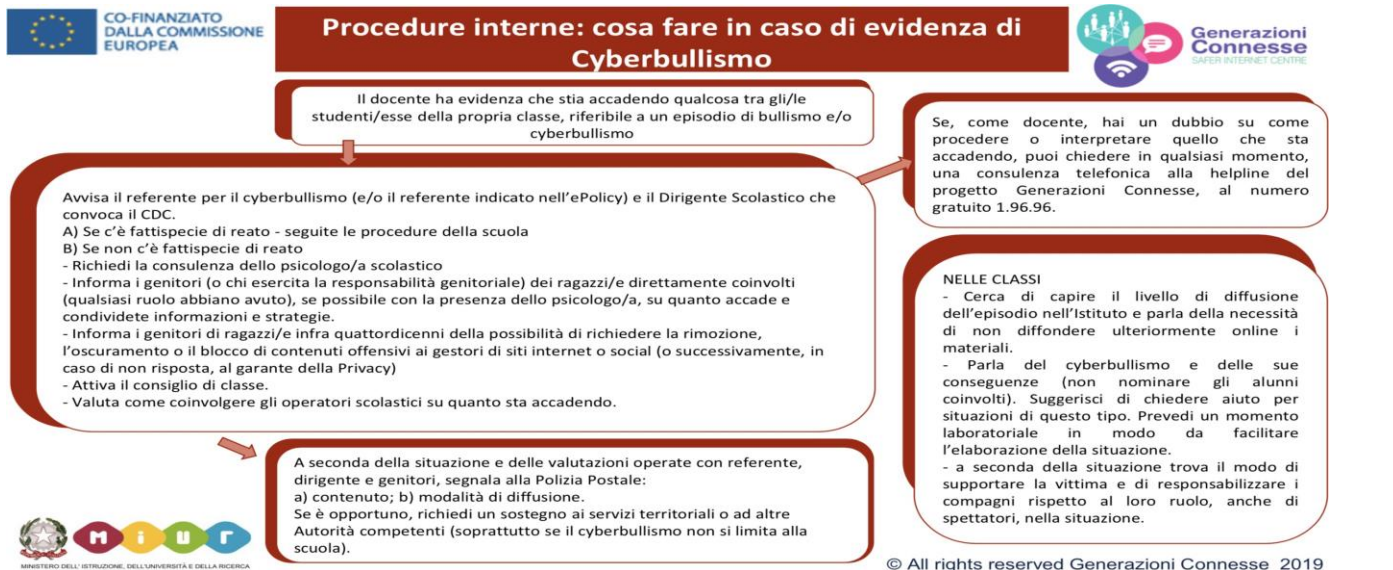 CO-FINANZIATO
DALLA COMMISSIONE
EUROPEA
Procedure interne: cosa fare in caso di evidenza di
Cyberbullismo
Generazioni
Connesse
SAFER INTERNET CENTRE
Il docente ha evidenza che stia accadendo qualcosa tra gli/le
studenti/esse della propria classe, riferibile a un episodio di bullismo e/o
cyberbullismo
Avvisa il referente per il cyberbullismo (e/o il referente indicato nell'ePolicy) e il Dirigente Scolastico che
convoca il CDC.
A) Se c'è fattispecie di reato - seguite le procedure della scuola
B) Se non c'è fattispecie di reato
- Richiedi la consulenza dello psicologo/a scolastico
- Informa i genitori (o chi esercita la responsabilità genitoriale) dei ragazzi/e direttamente coinvolti
(qualsiasi ruolo abbiano avuto), se possibile con la presenza dello psicologo/a, su quanto accade e
condividete informazioni e strategie.
- Informa i genitori di ragazzi/e infra quattordicenni della possibilità di richiedere la rimozione,
l'oscuramento o il blocco di contenuti offensivi ai gestori di siti internet o social (o successivamente, in
caso di non risposta, al garante della Privacy)
- Attiva il consiglio di classe.
- Valuta come coinvolgere gli operatori scolastici su quanto sta accadendo.
Se, come docente, hai un dubbio su come
procedere o interpretare quello che sta
accadendo, puoi chiedere in qualsiasi momento,
una consulenza telefonica alla helpline del
progetto Generazioni Connesse, al numero
gratuito 1.96.96.
NELLE CLASSI
- Cerca di capire il livello di diffusione
dell'episodio nell'Istituto e parla della necessità
di non diffondere ulteriormente online i
materiali.
- Parla del cyberbullismo e delle sue
conseguenze (non nominare gli alunni
coinvolti). Suggerisci di chiedere aiuto per
situazioni di questo tipo. Prevedi un momento
laboratoriale in modo da facilitare
l'elaborazione della situazione.
- a seconda della situazione trova il modo di
supportare la vittima e di responsabilizzare i
compagni rispetto al loro ruolo, anche di
spettatori, nella situazione.
A seconda della situazione e delle valutazioni operate con referente,
dirigente e genitori, segnala alla Polizia Postale:
a) contenuto; b) modalità di diffusione.
Se è opportuno, richiedi un sostegno ai servizi territoriali o ad altre
Autorità competenti (soprattutto se il cyberbullismo non si limita alla
scuola).
miur
MINISTERO DELL' ISTRUZIONE, DELL'UNIVERSITÀ E DELLA RICERCA
© All rights reserved Generazioni Connesse 2019